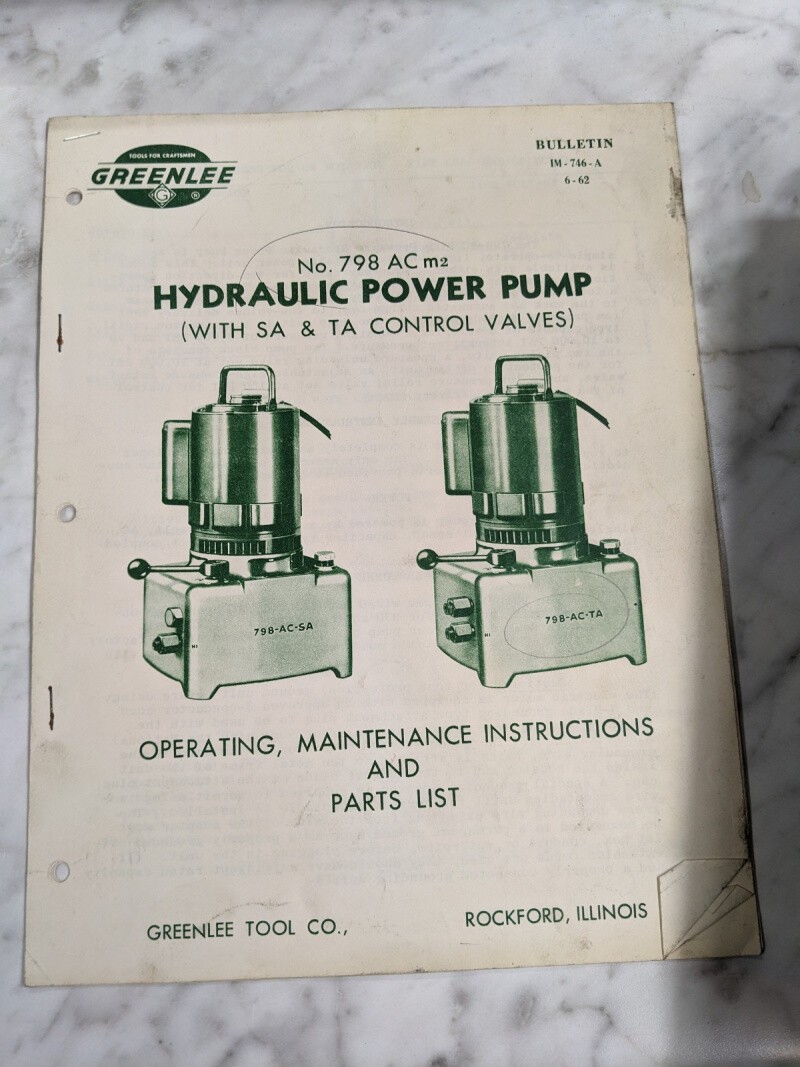 TOOLS FOR CRAFTSMEN
GREENLEE
G ®
BULLETIN
IM-746-A
6-62
No. 798 AC m2
HYDRAULIC POWER PUMP
(WITH SA & TA CONTROL VALVES)
798-AC-SA
798-AC-TA
OPERATING, MAINTENANCE INSTRUCTIONS
AND
PARTS LIST
GREENLEE TOOL CO., ROCKFORD, ILLINOIS